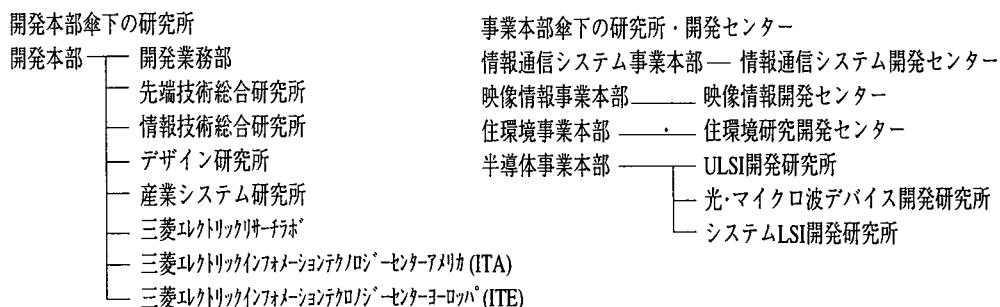 開発本部傘下の研究所
開発本部 開発業務部
先端技術総合研究所
情報技術総合研究所
デザイン研究所
産業システム研究所
三菱ｴﾚｸﾄﾘｯｸﾘｻｰﾁﾗﾎﾞ
三菱ｴﾚｸﾄﾘｯｸｲﾝﾌｫﾒｰｼｮﾝﾃｸﾉﾛｼﾞｰｾﾝﾀｰｱﾒﾘｶ(ITA)
三菱ｴﾚｸﾄﾘｯｸｲﾝﾌｫﾒｰｼｮﾝﾃｸﾛﾉｼﾞｰｾﾝﾀｰﾖｰﾛｯﾊﾟ(ITE)
事業本部傘下の研究所・開発センター
情報通信システム事業本部 情報通信システム開発センター
映像情報事業本部 映像情報開発センター
住環境事業本部 住環境研究開発センター
半導体事業本部 ULSI開発研究所
光･マイクロ波デバイス開発研究所
システムLSI開発研究所